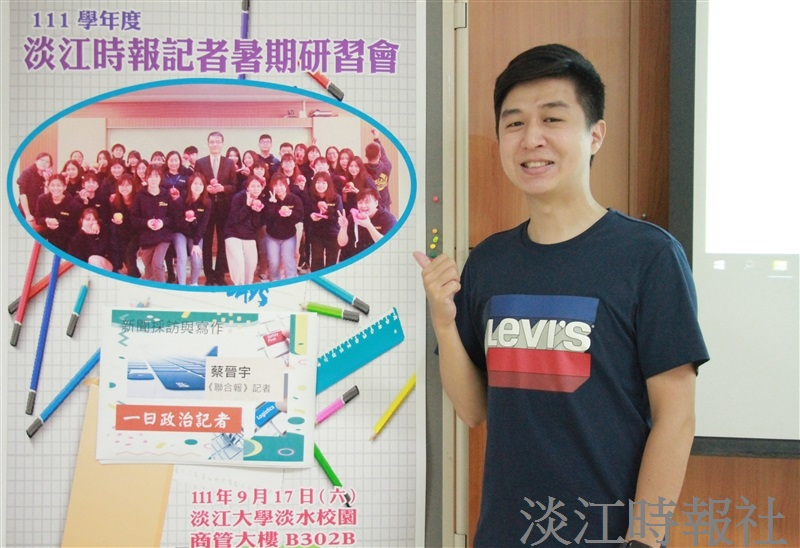 111 學年度
淡江時報記者暑期研習會
新聞採訪與寫作
蔡晉宇
《聯合報》記者
一日政治記者
111年9月17日(六)
淡江大學淡水校園
商管大樓 B302B
LEVI'S
淡江時報社